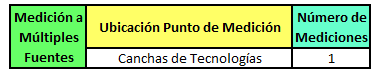 Medición a Múltiples Fuentes
Ubicación Punto de Medición
Número de Mediciones
Canchas de Tecnologías
1